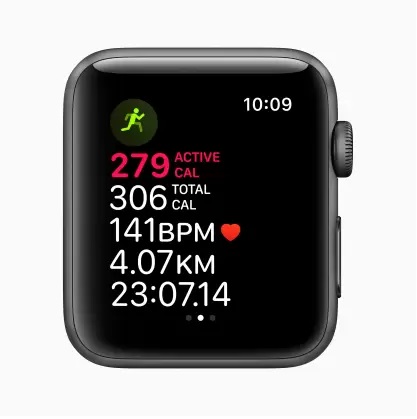 10:09
279 ACTIVE CAL
306 TOTAL CAL
141BPM
4.07KM
23:07.14